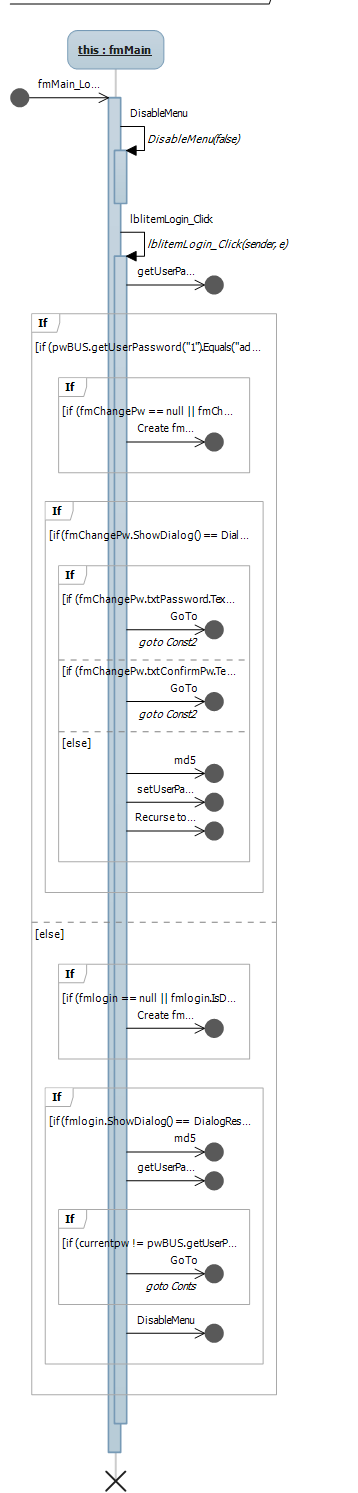 this : fmMain
fmMain_Lo...
DisableMenu
DisableMenu(false)
lblItemLogin_Click
lblItemLogin_Click(sender, e)
getUserPa...
If
[if (pwBUS.getUserPassword("1").Equals("ad...
If
[if (fmChangePw == null || fmCh...
Create fm...
If
[if (fmChangePw.ShowDialog() == Dial...
If
[if (fmChangePw.txtPassword.Tex...
GoTo
goto Const2
[if (fmChangePw.txtConfirmPw.Te...
GoTo
goto Const2
[else]
md5
setUserPa...
Recurse to...
[else]
If
[if (fmlogin == null || fmlogin.IsD...
Create fm...
If
[if (fmlogin.ShowDialog() == DialogRes...
md5
getUserPa...
If
[if (currentpw != pwBUS.getUserP...
GoTo
goto Conts
DisableMenu